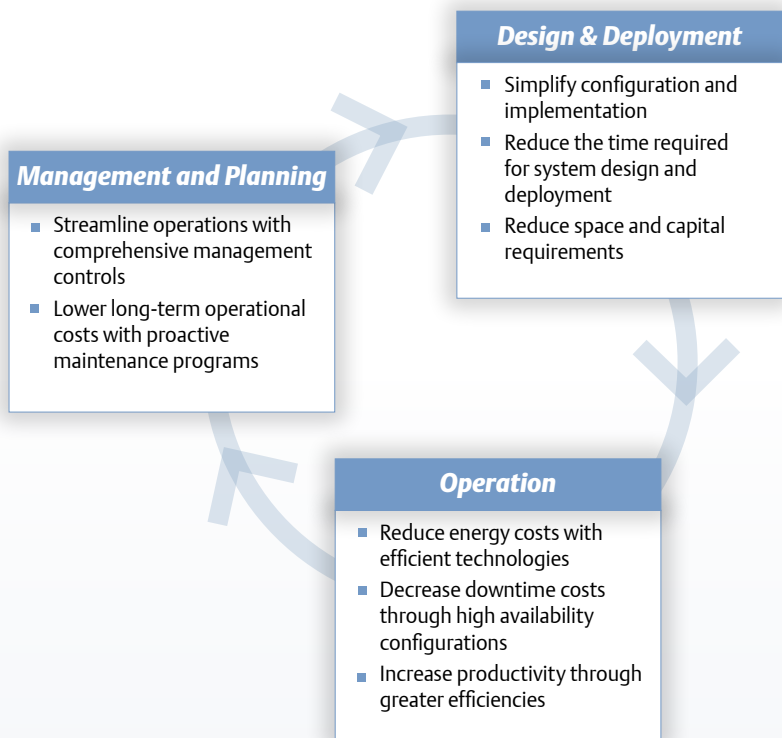 Design & Deployment
Simplify configuration and
implementation
Reduce the time required
for system design and
deployment
Reduce space and capital
requirements
Management and Planning
Streamline operations with
comprehensive management
controls
Lower long-term operational
costs with proactive
maintenance programs
Operation
Reduce energy costs with
efficient technologies
Decrease downtime costs
through high availability
configurations
Increase productivity through
greater efficiencies